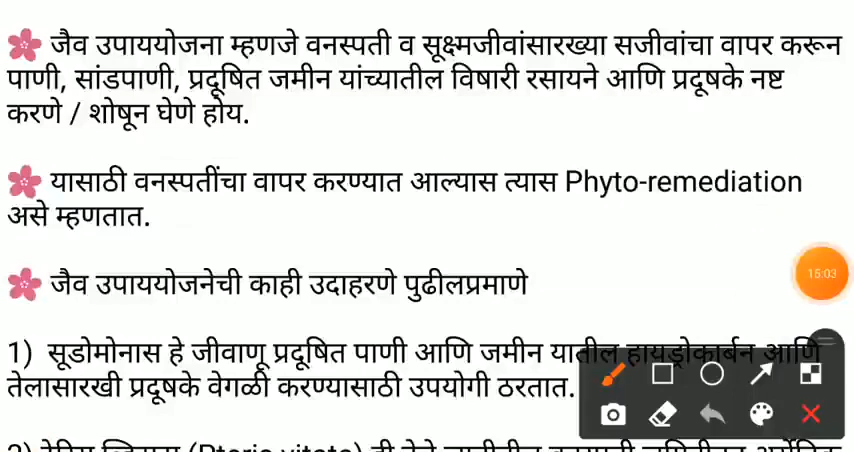 जैव उपाययोजना म्हणजे वनस्पती व सूक्ष्मजीवांसारख्या सजीवांचा वापर करून
पाणी, सांडपाणी, प्रदूषित जमीन यांच्यातील विषारी रसायने आणि प्रदूषके नष्ट
करणे / शोषून घेणे होय.
यासाठी वनस्पतींचा वापर करण्यात आल्यास त्यास Phyto-remediation
असे म्हणतात.
जैव उपाययोजनेची काही उदाहरणे पुढीलप्रमाणे
15:03
1) सूडोमोनास हे जीवाणू प्रदूषित पाणी आणि जमीन यातील हायड्रोकार्बन आणि
तेलासारखी प्रदूषके वेगळी करण्यासाठी उपयोगी ठरतात.